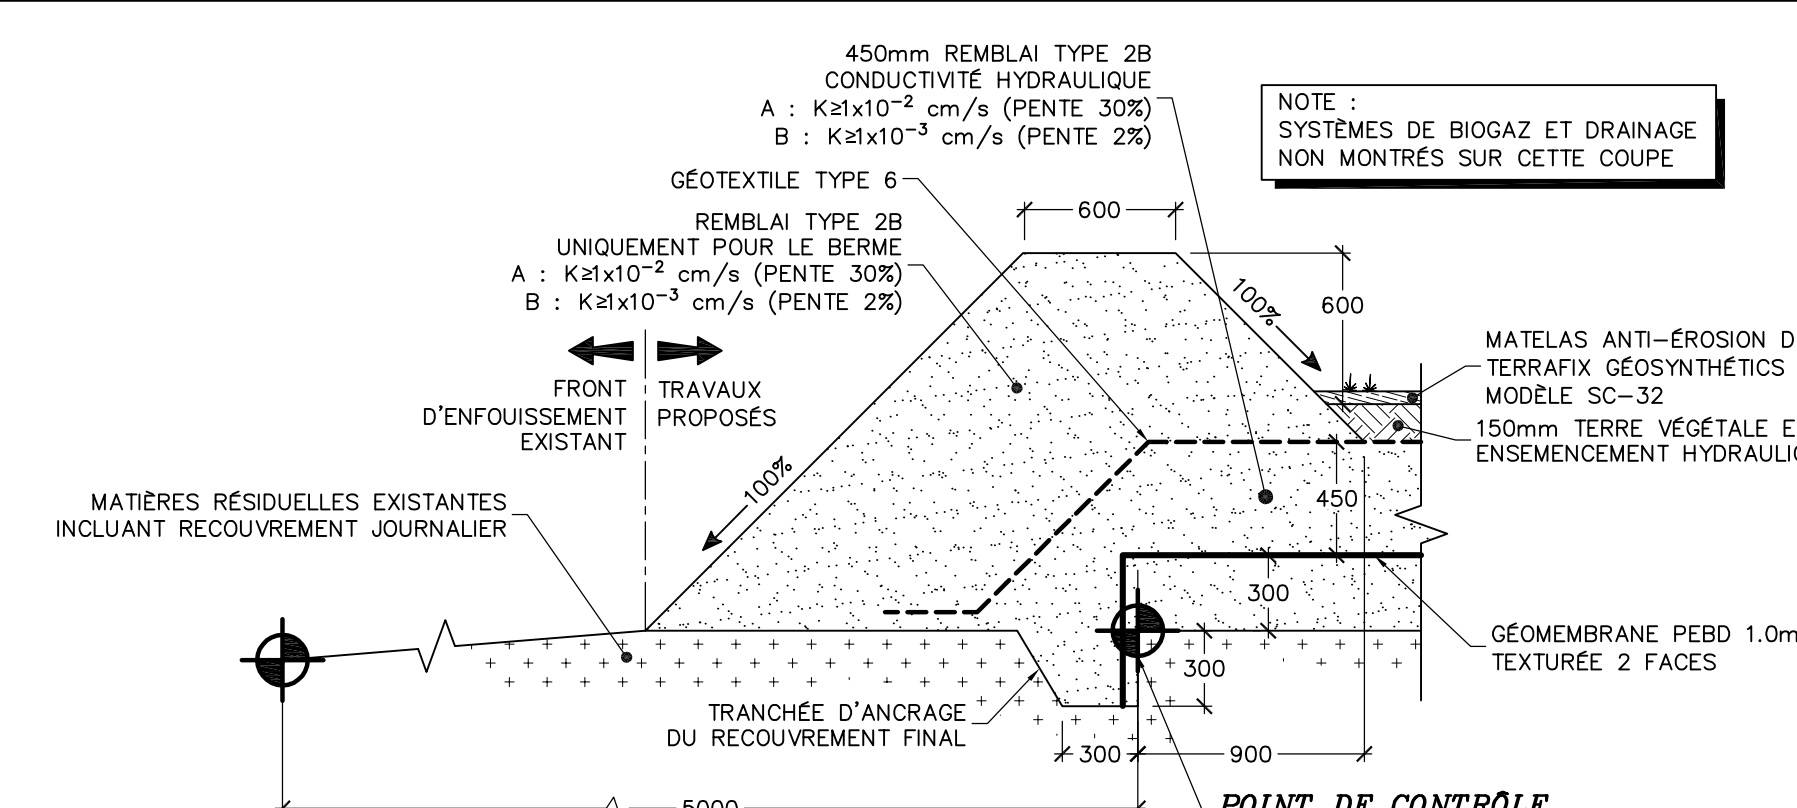 450mm REMBLAI TYPE 2B
CONDUCTIVITÉ HYDRAULIQUE
A : K≥1x10⁻² cm/s (PENTE 30%)
B : K≥1x10⁻³ cm/s (PENTE 2%)
NOTE :
SYSTÈMES DE BIOGAZ ET DRAINAGE
NON MONTRÉS SUR CETTE COUPE
GÉOTEXTILE TYPE 6
600
REMBLAI TYPE 2B
UNIQUEMENT POUR LE BERME
A : K≥1x10⁻² cm/s (PENTE 30%)
B : K≥1x10⁻³ cm/s (PENTE 2%)
100%
600
FRONT
D'ENFOUISSEMENT
EXISTANT
TRAVAUX
PROPOSÉS
MATELAS ANTI-ÉROSION D
TERRAFIX GÉOSYNTHÉTICS
MODÈLE SC-32
150mm TERRE VÉGÉTALE E
ENSEMENCEMENT HYDRAULI
100%
450
MATIÈRES RÉSIDUELLES EXISTANTES
INCLUANT RECOUVREMENT JOURNALIER
300
GÉOMEMBRANE PEBD 1.0m
TEXTURÉE 2 FACES
300
TRANCHÉE D'ANCRAGE
DU RECOUVREMENT FINAL
300
900
5000
POINT DE CONTRÔLE